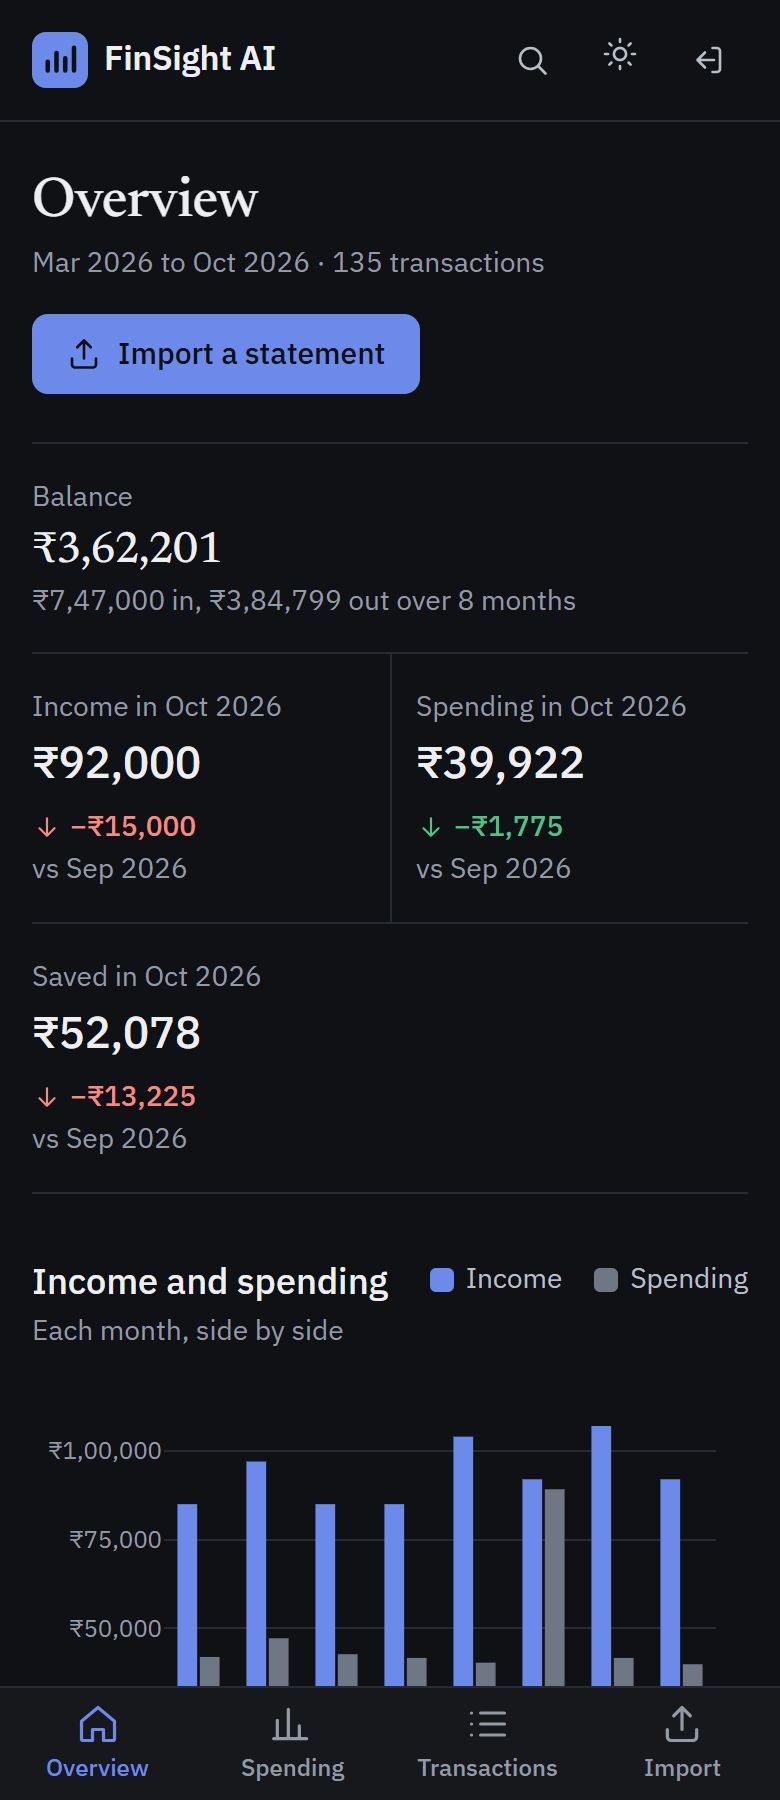 FinSight AI
Overview
Mar 2026 to Oct 2026 · 135 transactions
Import a statement
Balance
₹3,62,201
₹7,47,000 in, ₹3,84,799 out over 8 months
Income in Oct 2026
₹92,000
↓ −₹15,000
vs Sep 2026
Spending in Oct 2026
₹39,922
↓ −₹1,775
vs Sep 2026
Saved in Oct 2026
₹52,078
↓ −₹13,225
vs Sep 2026
Income and spending
Income
Spending
Each month, side by side
₹1,00,000
₹75,000
₹50,000
Overview
Spending
Transactions
Import